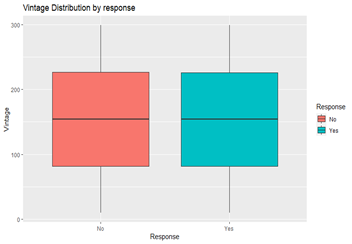 Vintage Distribution by response
300
200
100
0
Vintage
No
Yes
Response
Response
No
Yes